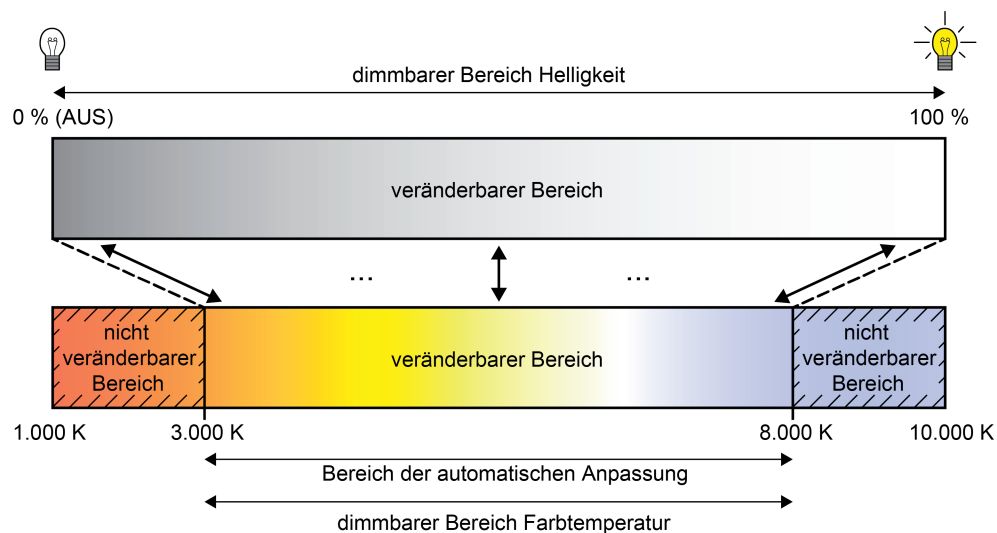 dimmbarer Bereich Helligkeit
0 % (AUS)
100 %
veränderbarer Bereich
...
...
nicht
veränderbarer
Bereich
veränderbarer Bereich
nicht
veränderbarer
Bereich
1.000 K
3.000 K
8.000 K
10.000 K
Bereich der automatischen Anpassung
dimmbarer Bereich Farbtemperatur